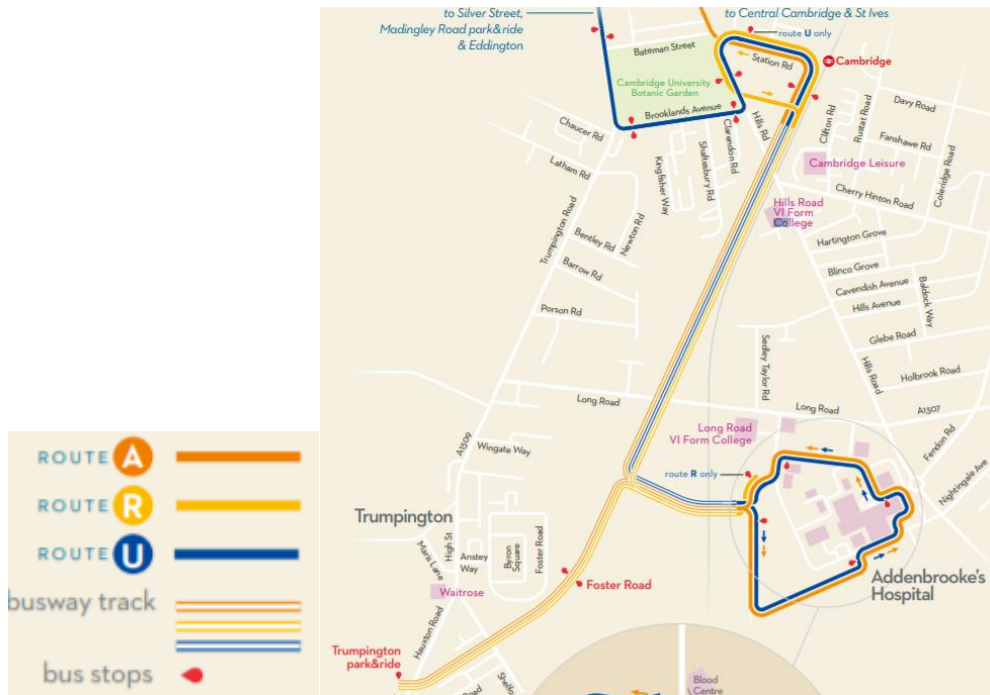 to Silver Street,
Madingley Road park&ride
& Eddington
to Central Cambridge & St Ives
route U only
Bateman Street
Station Rd
Cambridge
Cambridge University
Botanic Garden
Brooklands Avenue
Chaucer Rd
Latham Rd
Kingfisher Way
Shaftesbury Rd
Clarendon Rd
Hills Rd
Clifton Rd
Rustat Road
Davy Road
Fanshawe Rd
Coleridge Road
Cambridge Leisure
Cherry Hinton Road
Hills Road
VI Form
College
Trumpington Road
Newton Rd
Bentley Rd
Barrow Rd
Porson Rd
Hartington Grove
Blinco Grove
Cavendish Avenue
Hills Avenue
Baldock Way
Glebe Road
Sedley Taylor Rd
Hills Road
Holbrook Road
Long Road
Long Road
A1307
Long Road
VI Form College
Fendon Rd
Nightingale Ave
route R only
A1309
Wingate Way
Trumpington
High St
Maris Lane
Anstey
Way
Byron
Square
Foster Road
Foster Road
Waitrose
Hauxton Road
Addenbrooke's
Hospital
Trumpington
park&ride
Blood
Centre
ROUTE A
ROUTE R
ROUTE U
busway track
bus stops